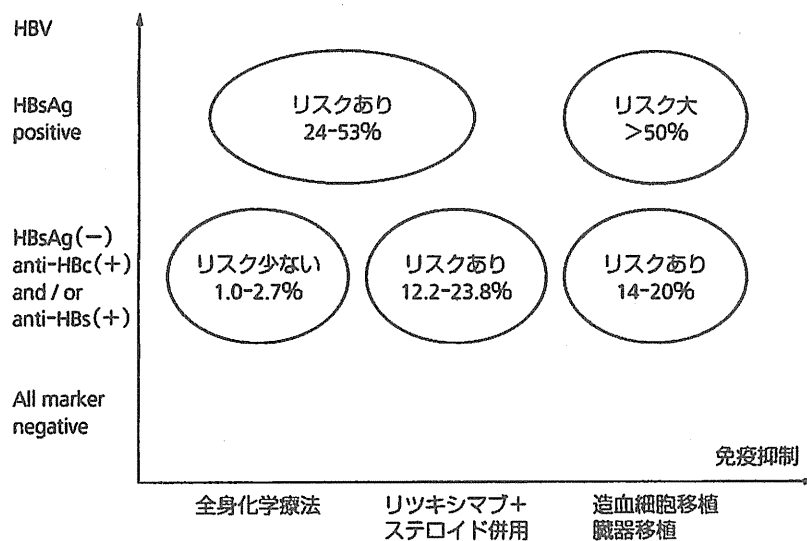 HBV
HBsAg
positive
リスクあり
24-53%
リスク大
>50%
HBsAg(-)
anti-HBc(+)
and / or
anti-HBs(+)
リスク少ない
1.0-2.7%
リスクあり
12.2-23.8%
リスクあり
14-20%
All marker
negative
免疫抑制
全身化学療法
リツキシマブ+
ステロイド併用
造血細胞移植
臓器移植